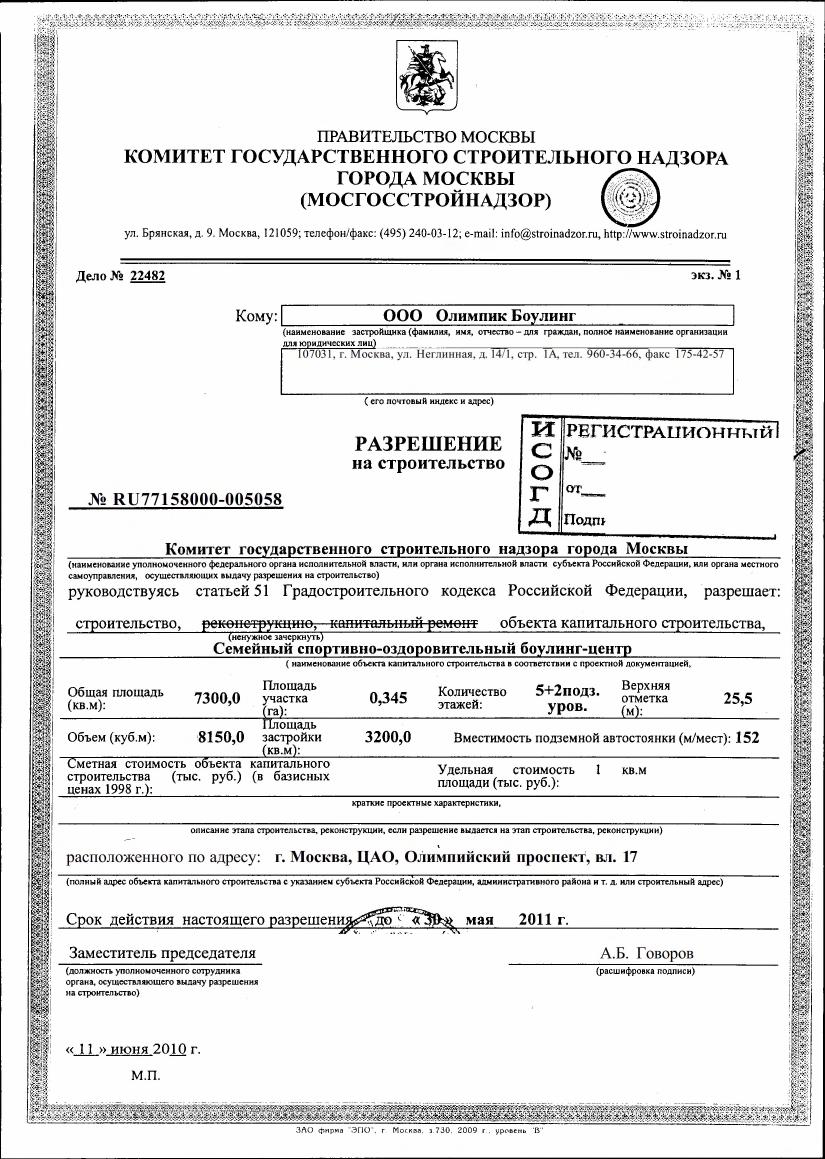 ПРАВИТЕЛЬСТВО МОСКВЫ
КОМИТЕТ ГОСУДАРСТВЕННОГО СТРОИТЕЛЬНОГО НАДЗОРА
ГОРОДА МОСКВЫ
(МОСГОССТРОЙНАДЗОР)
ул. Брянская, д. 9. Москва, 121059; телефон/факс: (495) 240-03-12; e-mail: info@stroinadzor.ru, http://www.stroinadzor.ru
Дело № 22482 экз. № 1
Кому: ООО Олимпик Боулинг
(наименование застройщика (фамилия, имя, отчество – для граждан, полное наименование организации
для юридических лиц)
107031, г. Москва, ул. Неглинная, д. 14/1, стр. 1А, тел. 960-34-66, факс 175-42-57
( его почтовый индекс и адрес)
РАЗРЕШЕНИЕ
на строительство
ИСОГД
РЕГИСТРАЦИОННЫЙ
№
от
№ RU77158000-005058
Комитет государственного строительного надзора города Москвы
(наименование уполномоченного федерального органа исполнительной власти, или органа исполнительной власти субъекта Российской Федерации, или органа местного
самоуправления, осуществляющих выдачу разрешения на строительство)
руководствуясь статьей 51 Градостроительного кодекса Российской Федерации, разрешает:
строительство, реконструкцию, капитальный ремонт объекта капитального строительства,
(ненужное зачеркнуть)
Семейный спортивно-оздоровительный боулинг-центр
( наименование объекта капитального строительства в соответствии с проектной документацией,
Общая площадь (кв.м): 7300,0 Площадь участка (га): 0,345 Количество этажей: 5+2подз. уров. Верхняя отметка (м): 25,5
Объем (куб.м): 8150,0 Площадь застройки (кв.м): 3200,0 Вместимость подземной автостоянки (м/мест): 152
Сметная стоимость объекта капитального
строительства (тыс. руб.) (в базисных
ценах 1998 г.):
Удельная стоимость 1 кв.м
площади (тыс. руб.):
краткие проектные характеристики,
описание этапа строительства, реконструкции, если разрешение выдается на этап строительства, реконструкции)
расположенного по адресу: г. Москва, ЦАО, Олимпийский проспект, вл. 17
(полный адрес объекта капитального строительства с указанием субъекта Российской Федерации, административного района и т. д. или строительный адрес)
Срок действия настоящего разрешения до « 30 » мая 2011 г.
Заместитель председателя А.Б. Говоров
(должность уполномоченного сотрудника
органа, осуществляющего выдачу разрешения
на строительство)
(расшифровка подписи)
« 11 » июня 2010 г.
М.П.
ЗАО фирма "ЭПО", г. Москва, з.730, 2009 г., уровень "В"